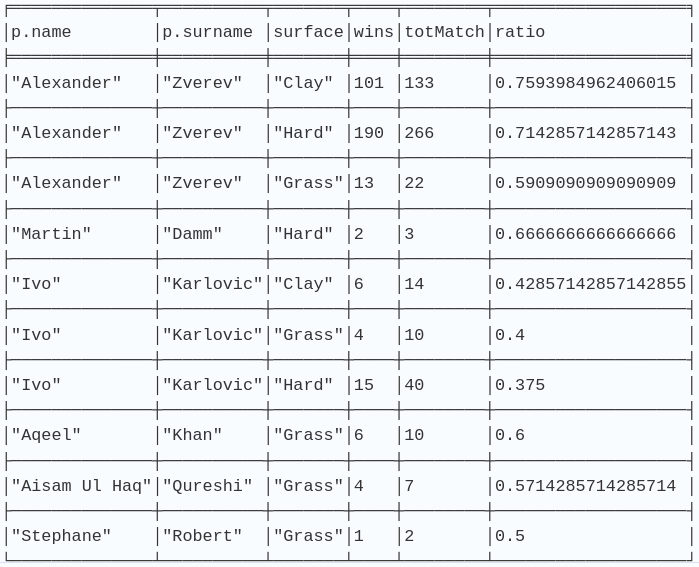 p.name p.surname surface wins totMatch ratio
"Alexander" "Zverev" "Clay" 101 133 0.7593984962406015
"Alexander" "Zverev" "Hard" 190 266 0.7142857142857143
"Alexander" "Zverev" "Grass" 13 22 0.5909090909090909
"Martin" "Damm" "Hard" 2 3 0.6666666666666666
"Ivo" "Karlovic" "Clay" 6 14 0.42857142857142855
"Ivo" "Karlovic" "Grass" 4 10 0.4
"Ivo" "Karlovic" "Hard" 15 40 0.375
"Aqeel" "Khan" "Grass" 6 10 0.6
"Aisam Ul Haq" "Qureshi" "Grass" 4 7 0.5714285714285714
"Stephane" "Robert" "Grass" 1 2 0.5